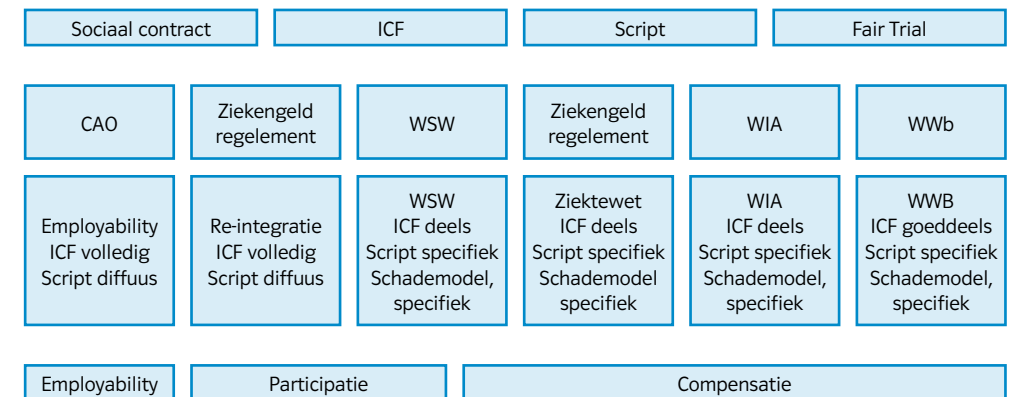 Sociaal contract
ICF
Script
Fair Trial
CAO
Ziekengeld
regelement
WSW
Ziekengeld
regelement
WIA
WWb
Employability
ICF volledig
Script diffuus
Re-integratie
ICF volledig
Script diffuus
WSW
ICF deels
Script specifiek
Schademodel,
specifiek
Ziektewet
ICF deels
Script specifiek
Schademodel
specifiek
WIA
ICF deels
Script specifiek
Schademodel,
specifiek
WWB
ICF goeddeels
Script specifiek
Schademodel,
specifiek
Employability
Participatie
Compensatie